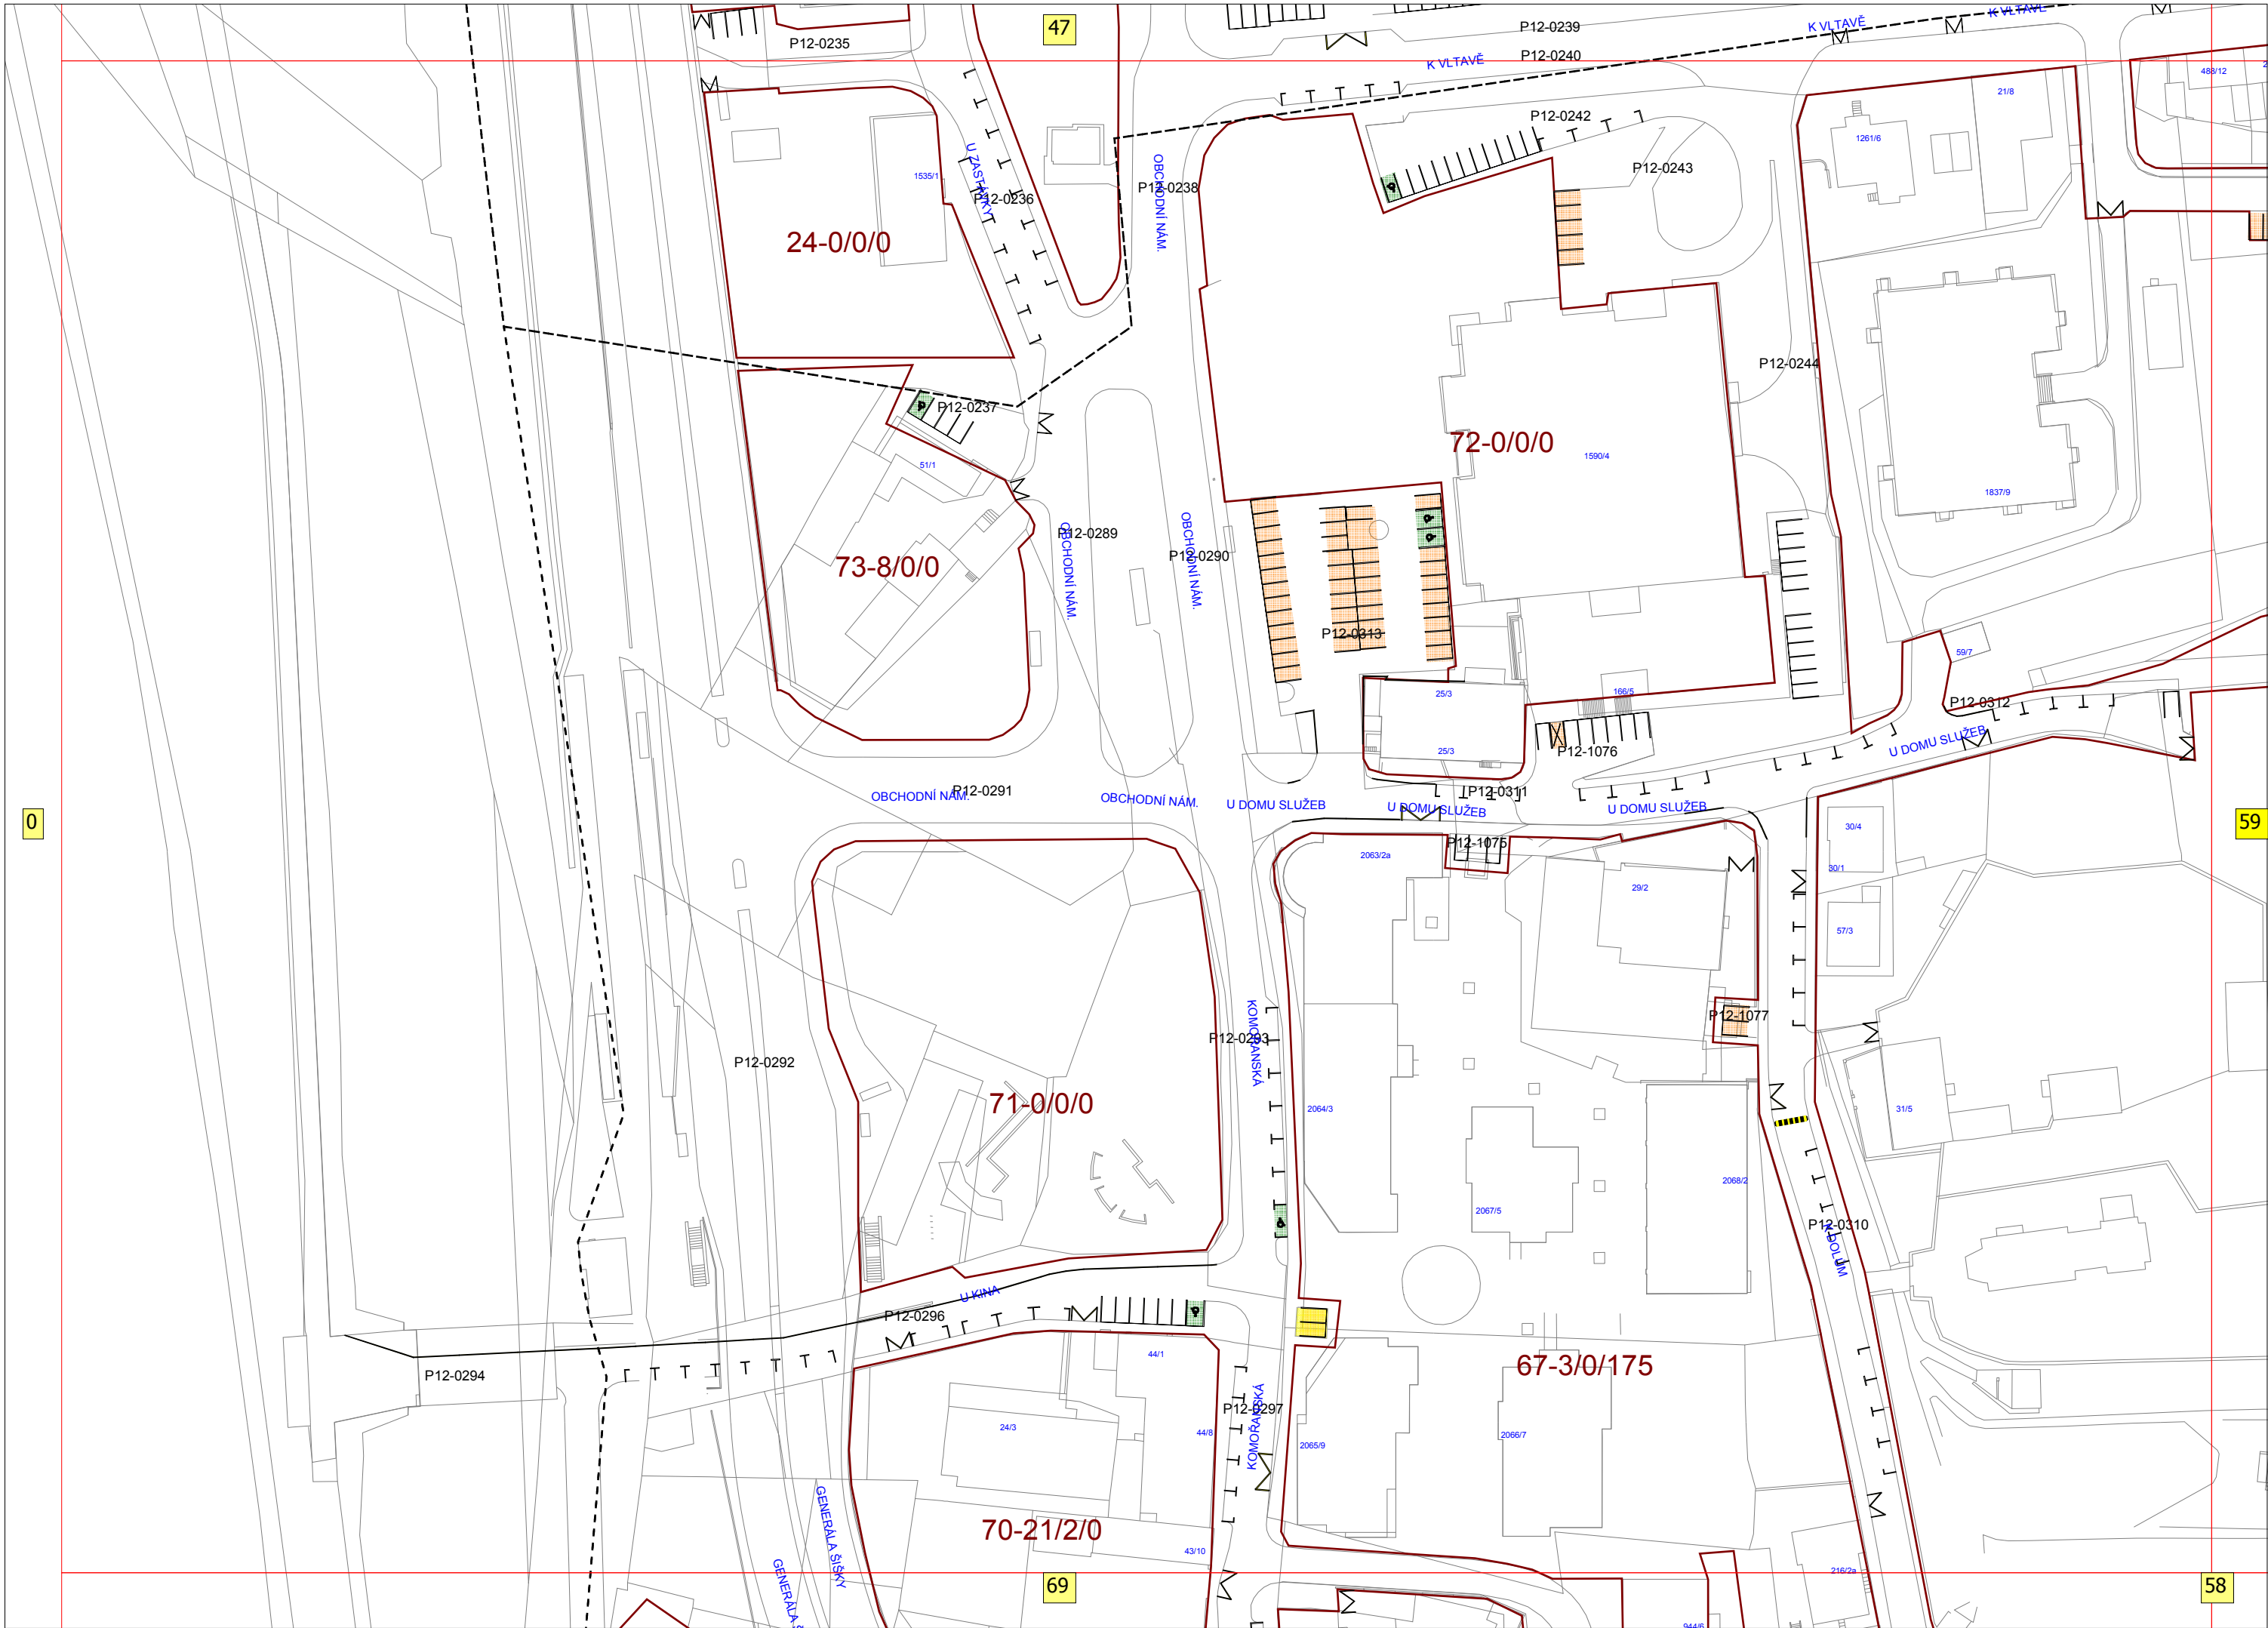 47
P12-0235
P12-0239
K VLTAVĚ
K VLTAVĚ
P12-0240
K VLTAVĚ
488/12
21/8
P12-0242
1261/6
U ZASTÁVKY
OBCHODNÍ NÁM.
P12-0243
1535/1
P12-0238
P12-0236
24-0/0/0
P12-0244
P12-0237
72-0/0/0
1590/4
51/1
1837/9
P12-0289
OBCHODNÍ NÁM.
OBCHODNÍ NÁM.
P12-0290
73-8/0/0
P12-0313
59/7
25/3
166/5
P12-0312
25/3
P12-1076
U DOMU SLUŽEB
P12-0291
OBCHODNÍ NÁM.
OBCHODNÍ NÁM.
P12-0311
U DOMU SLUŽEB
U DOMU SLUŽEB
U DOMU SLUŽEB
0
59
30/4
P12-1075
2063/2a
30/1
29/2
57/3
P12-1077
KOMOŘANSKÁ
P12-0293
P12-0292
71-0/0/0
2064/3
31/5
2068/2
2067/5
P12-0310
K DOLŮM
U KINA
P12-0296
44/1
67-3/0/175
P12-0294
P12-0297
KOMOŘANSKÁ
24/3
44/8
2065/9
2066/7
GENERÁLA ŠIŠKY
70-21/2/0
43/10
216/2a
GENERÁLA
69
58
944/6